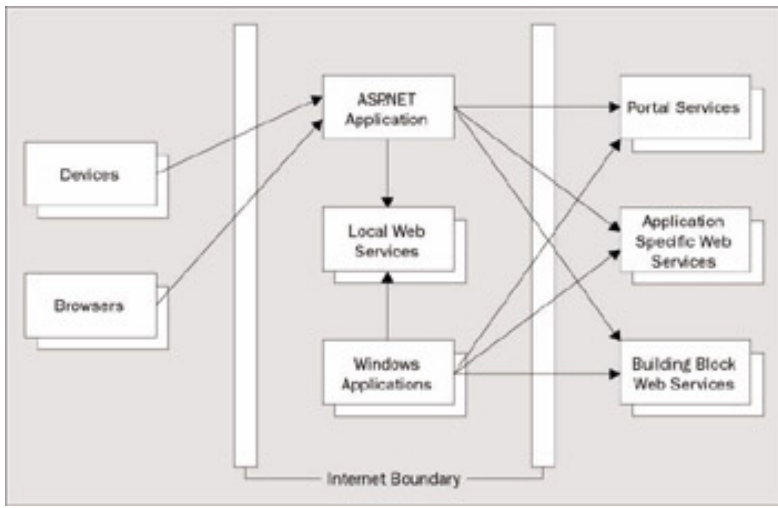 Devices
Browsers
ASP.NET
Application
Local Web
Services
Windows
Applications
Portal Services
Application
Specific Web
Services
Building Block
Web Services
Internet Boundary